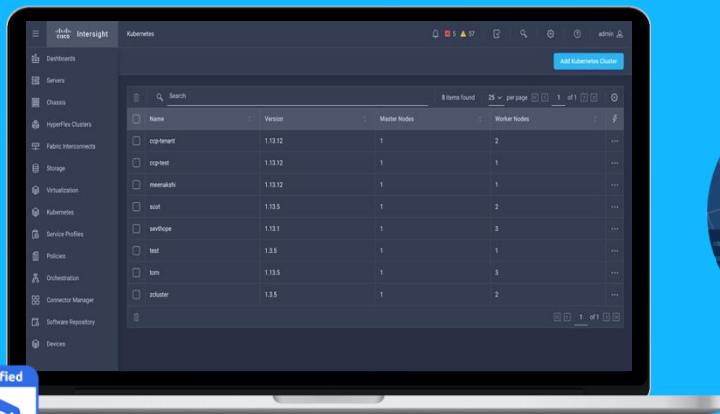 cisco Intersight Kubernetes 5 57 admin
Dashboards
Add Kubernetes Cluster
Servers
Chassis
Search 8 items found 25 per page 1 of 1
HyperFlex Clusters
Name Version Master Nodes Worker Nodes
Fabric Interconnects
ccp-tenant 1.13.12 1 2
Storage
ccp-test 1.13.12 1 1
Virtualization
meenakshi 1.13.12 1 1
Kubernetes
scot 1.13.5 1 2
Service Profiles
sevthope 1.13.1 1 3
Policies
test 1.3.5 1 1
Orchestration
tom 1.13.5 1 3
Connector Manager
zcluster 1.3.5 1 2
Software Repository
1 of 1
Devices
fied